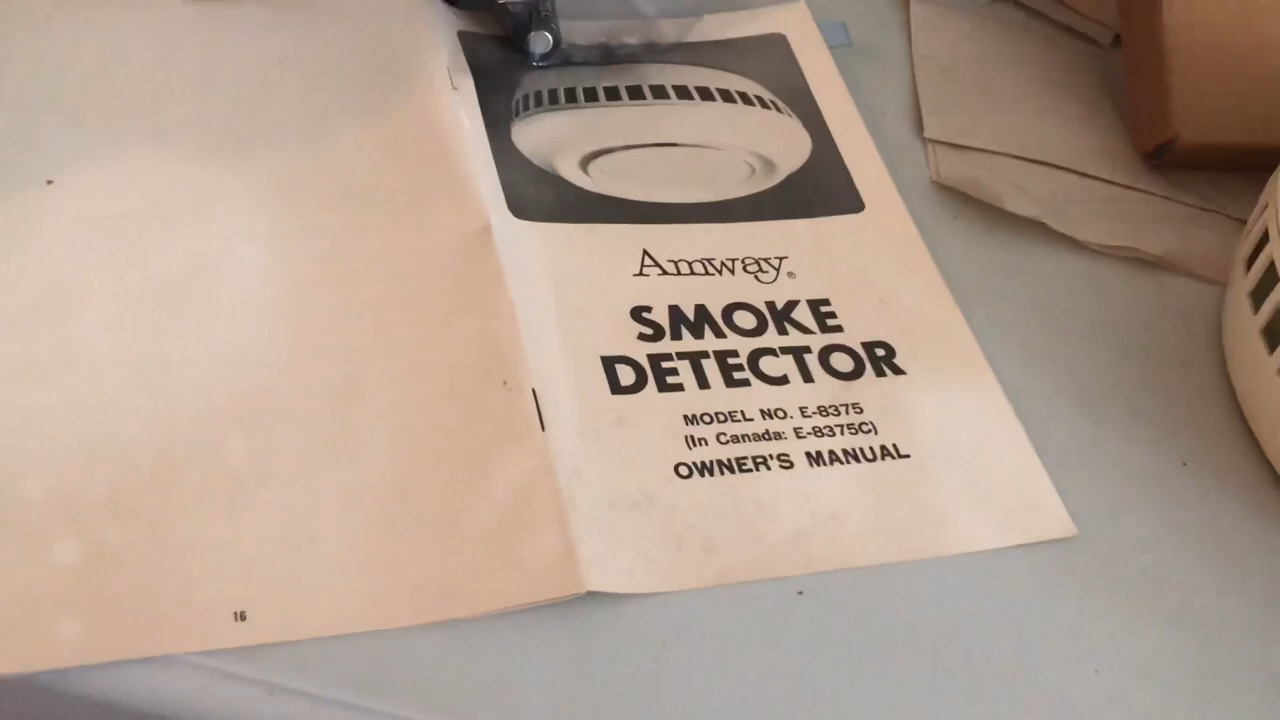 Amway®
SMOKE
DETECTOR
MODEL NO. E-8375
(In Canada: E-8375C)
OWNER'S MANUAL
16